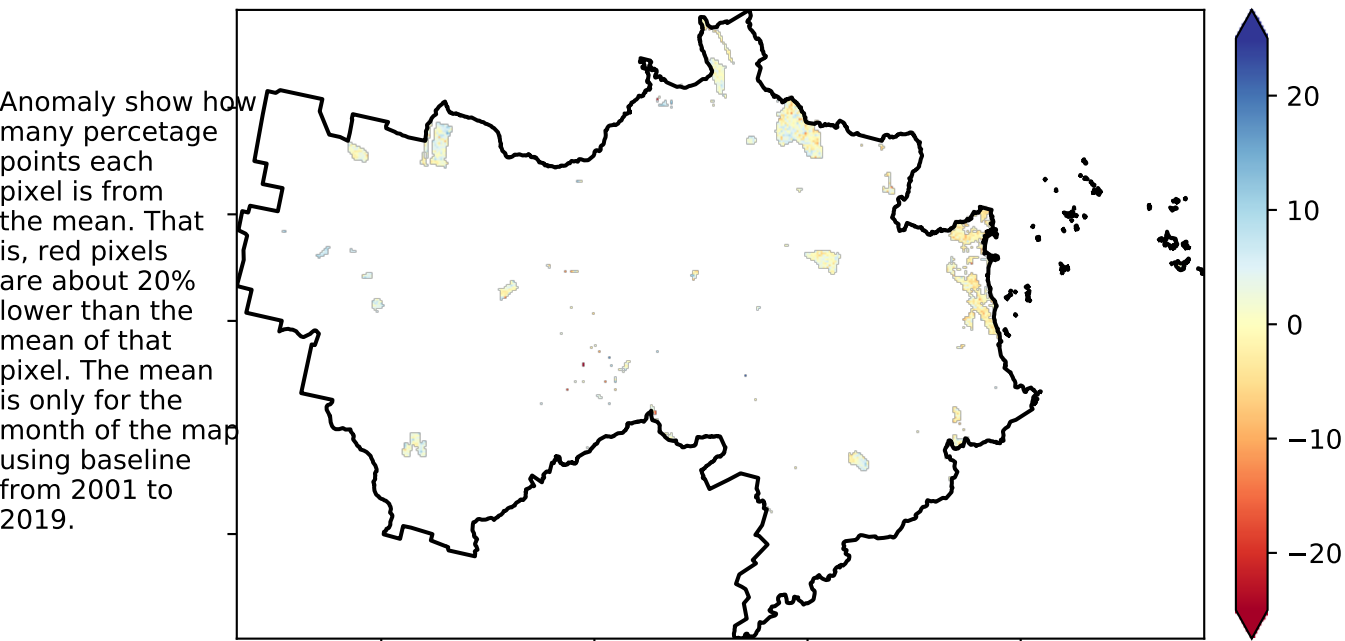 Anomaly show how
many percetage
points each
pixel is from
the mean. That
is, red pixels
are about 20%
lower than the
mean of that
pixel. The mean
is only for the
month of the map
using baseline
from 2001 to
2019.
20
10
0
−10
−20